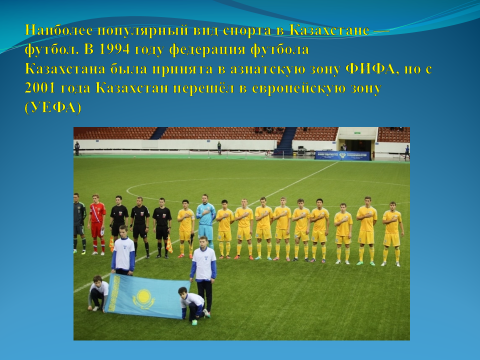 Наиболее популярный вид спорта в Казахстане —
футбол. В 1994 году федерация футбола
Казахстана была принята в азиатскую зону ФИФА, но с
2001 года Казахстан перешёл в европейскую зону
(УЕФА)